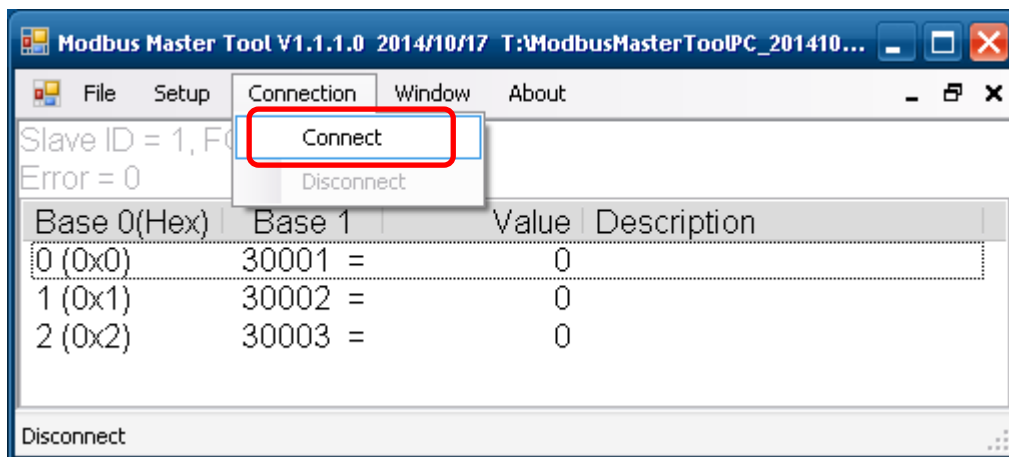 Modbus Master Tool V1.1.1.0 2014/10/17 T:\ModbusMasterToolPC_201410...
File Setup Connection Window About
Connect
Disconnect
Slave ID = 1,
Error = 0
Base 0(Hex) Base 1 Value Description
0 (0x0) 30001 = 0
1 (0x1) 30002 = 0
2 (0x2) 30003 = 0
Disconnect